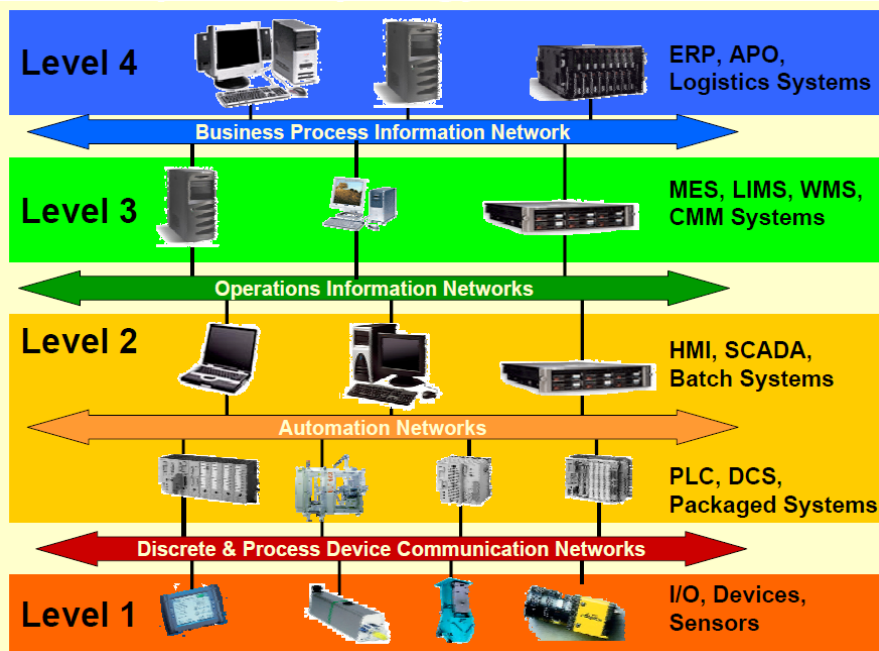 Level 4
ERP, APO,
Logistics Systems
Business Process Information Network
Level 3
MES, LIMS, WMS,
CMM Systems
Operations Information Networks
Level 2
HMI, SCADA,
Batch Systems
Automation Networks
PLC, DCS,
Packaged Systems
Discrete & Process Device Communication Networks
Level 1
I/O, Devices,
Sensors